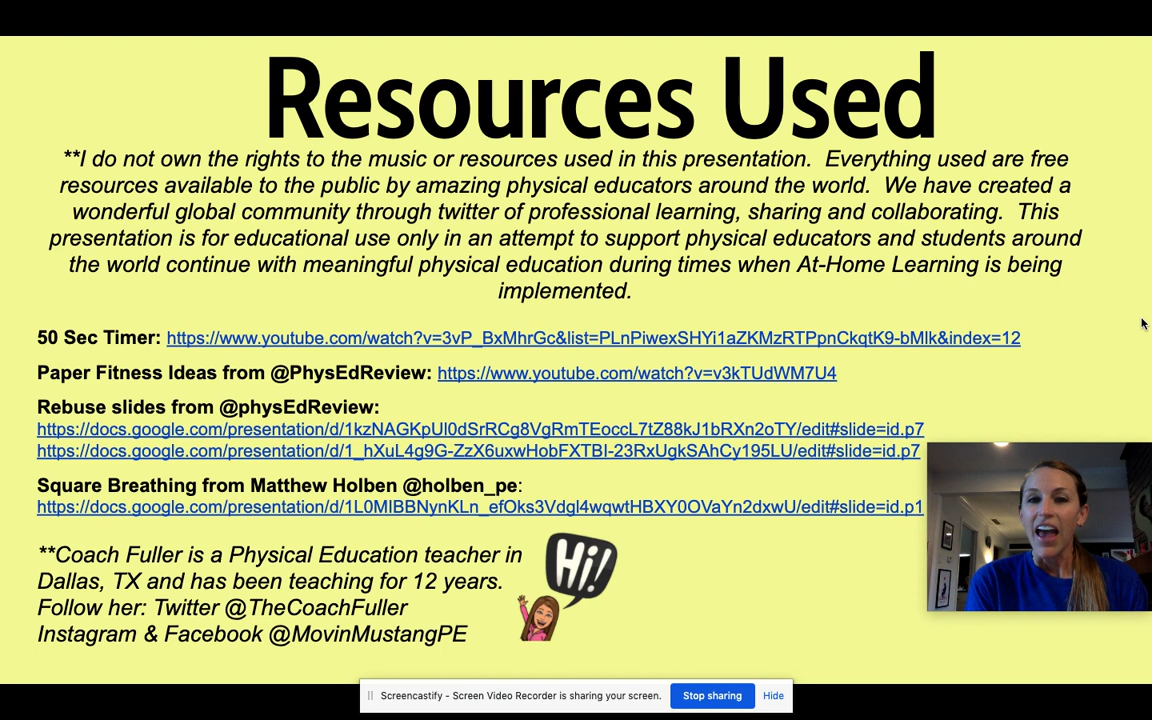 Resources Used
**I do not own the rights to the music or resources used in this presentation.  Everything used are free
resources available to the public by amazing physical educators around the world.  We have created a
wonderful global community through twitter of professional learning, sharing and collaborating.  This
presentation is for educational use only in an attempt to support physical educators and students around
the world continue with meaningful physical education during times when At-Home Learning is being
implemented.
50 Sec Timer: https://www.youtube.com/watch?v=3vP_BxMhrGc&list=PLnPiwexSHYi1aZKMzRTPpnCkqtK9-bMlk&index=12
Paper Fitness Ideas from @PhysEdReview: https://www.youtube.com/watch?v=v3kTUdWM7U4
Rebuse slides from @physEdReview:
https://docs.google.com/presentation/d/1kzNAGKpUl0dSrRCg8VgRmTEoccL7tZ88kJ1bRXn2oTY/edit#slide=id.p7
https://docs.google.com/presentation/d/1_hXuL4g9G-ZzX6uxwHobFXTBI-23RxUgkSAhCy195LU/edit#slide=id.p7
Square Breathing from Matthew Holben @holben_pe:
https://docs.google.com/presentation/d/1L0MIBBNynKLn_efOks3Vdgl4wqwtHBXY0OVaYn2dxwU/edit#slide=id.p1
**Coach Fuller is a Physical Education teacher in
Dallas, TX and has been teaching for 12 years.
Follow her: Twitter @TheCoachFuller
Instagram & Facebook @MovinMustangPE
Hi!
Screencastify - Screen Video Recorder is sharing your screen. Stop sharing Hide